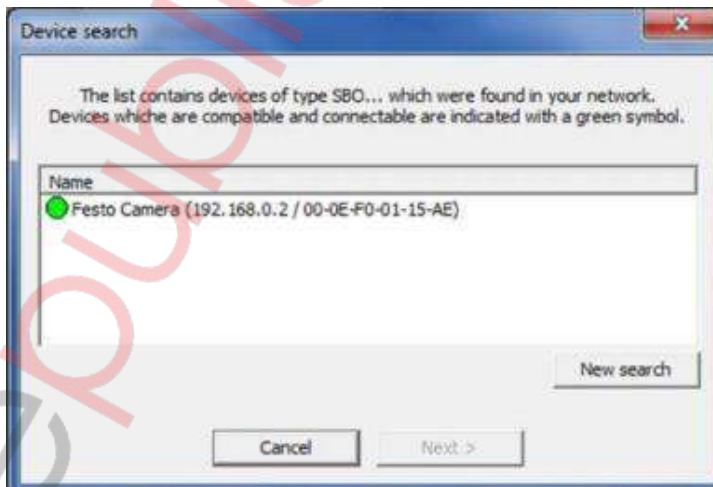 Device search
The list contains devices of type SBO... which were found in your network.
Devices whiche are compatible and connectable are indicated with a green symbol.
Name
Festo Camera (192.168.0.2 / 00-0E-F0-01-15-AE)
New search
Cancel
Next >
epublic